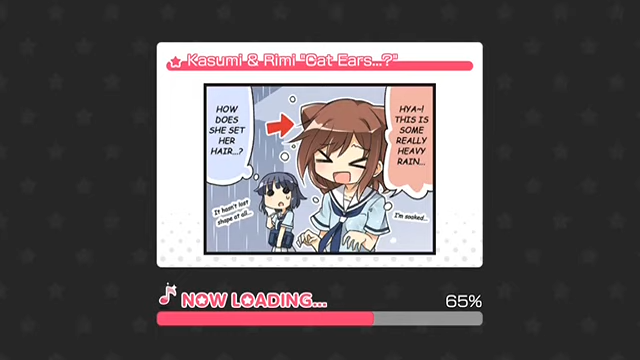 Kasumi & Rimi "Cat Ears...?"
HOW
DOES
SHE SET
HER
HAIR...?
HYA~!
THIS IS
SOME
REALLY
HEAVY
RAIN...
It hasn't lost
shape at all...
I'm soaked...
NOW LOADING...
65%